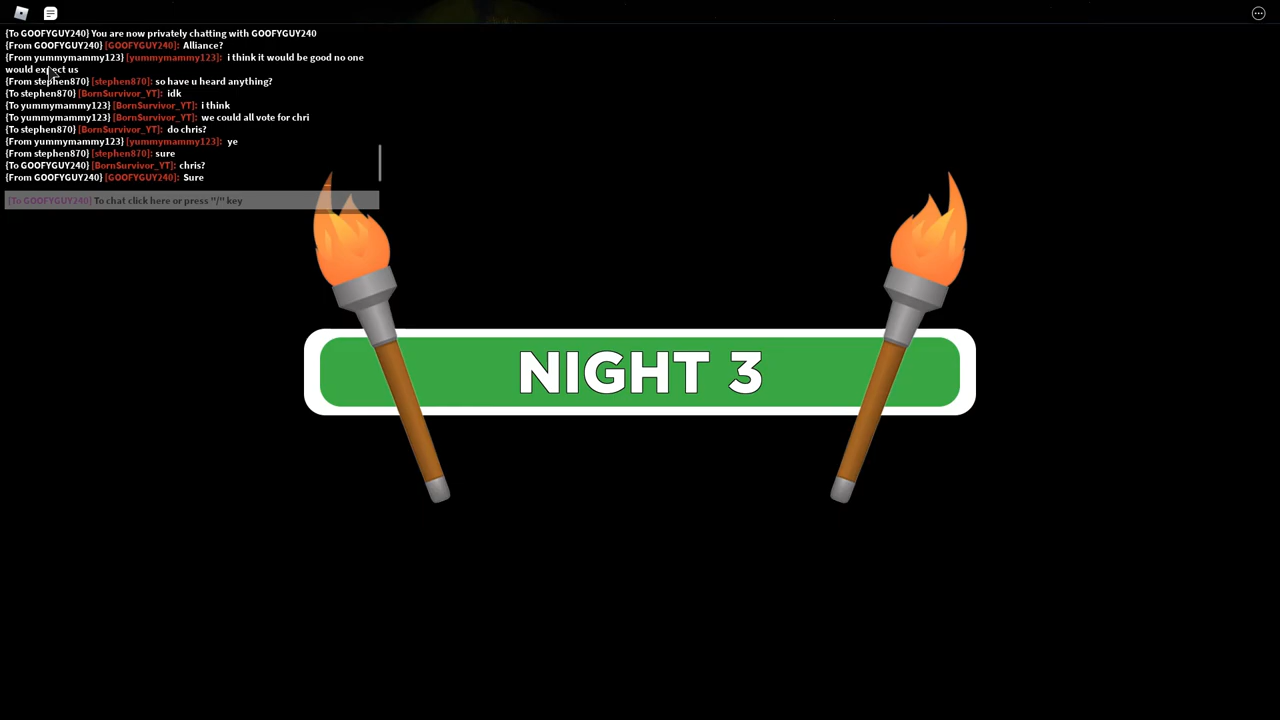 {To GOOFYGUY240} You are now privately chatting with GOOFYGUY240
{From GOOFYGUY240} [GOOFYGUY240]: Alliance?
{From yummymammy123} [yummymammy123]: i think it would be good no one
would expect us
{From stephen870} [stephen870]: so have u heard anything?
{To stephen870} [BornSurvivor_YT]: idk
{To yummymammy123} [BornSurvivor_YT]: i think
{To yummymammy123} [BornSurvivor_YT]: we could all vote for chri
{To stephen870} [BornSurvivor_YT]: do chris?
{From yummymammy123} [yummymammy123]: ye
{From stephen870} [stephen870]: sure
{To GOOFYGUY240} [BornSurvivor_YT]: chris?
{From GOOFYGUY240} [GOOFYGUY240]: Sure
[To GOOFYGUY240] To chat click here or press "/" key
NIGHT 3